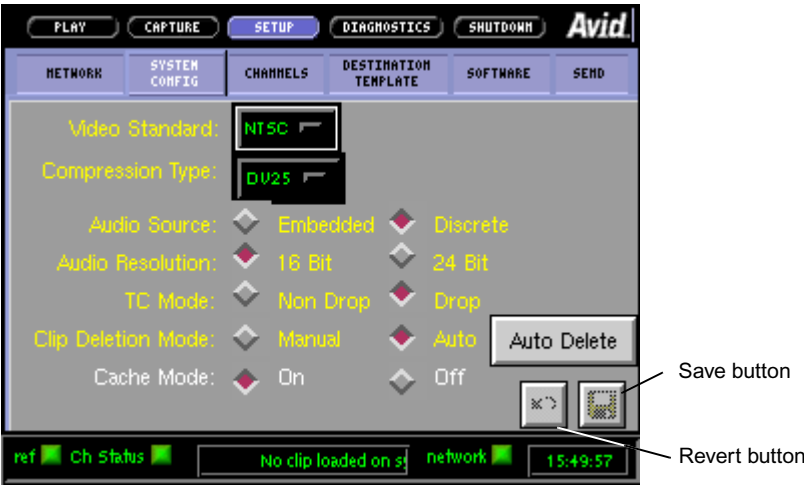 PLAY CAPTURE SETUP DIAGNOSTICS SHUTDOWN Avid
NETWORK SYSTEM CONFIG CHANNELS DESTINATION TEMPLATE SOFTWARE SEND
Video Standard: NTSC
Compression Type: DV25
Audio Source: Embedded Discrete
Audio Resolution: 16 Bit 24 Bit
TC Mode: Non Drop Drop
Clip Deletion Mode: Manual Auto Auto Delete
Cache Mode: On Off
Save button
Revert button
ref Ch Status No clip loaded on network 15:49:57